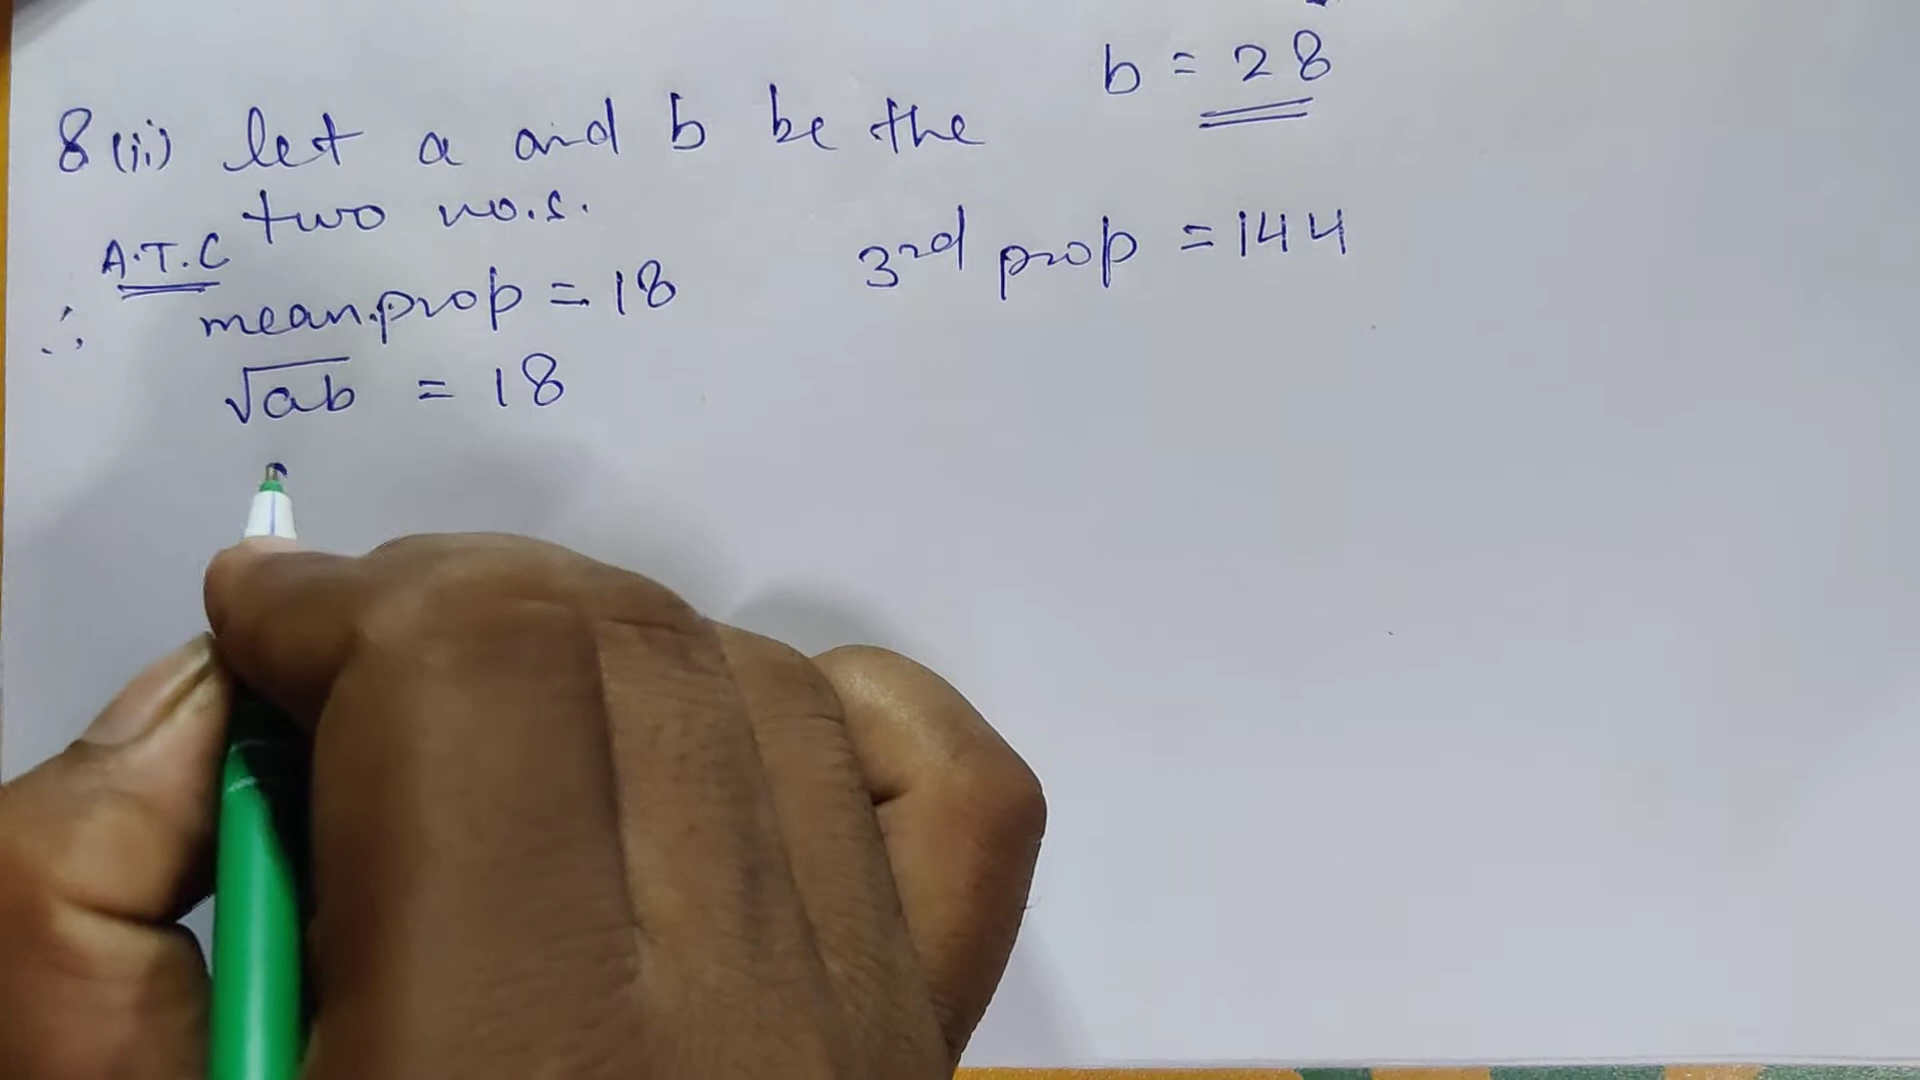 b = 28
8(ii) let a and b be the
two no.s.
A.T.C
∴ mean.prop = 18
3rd prop = 144
√ab = 18